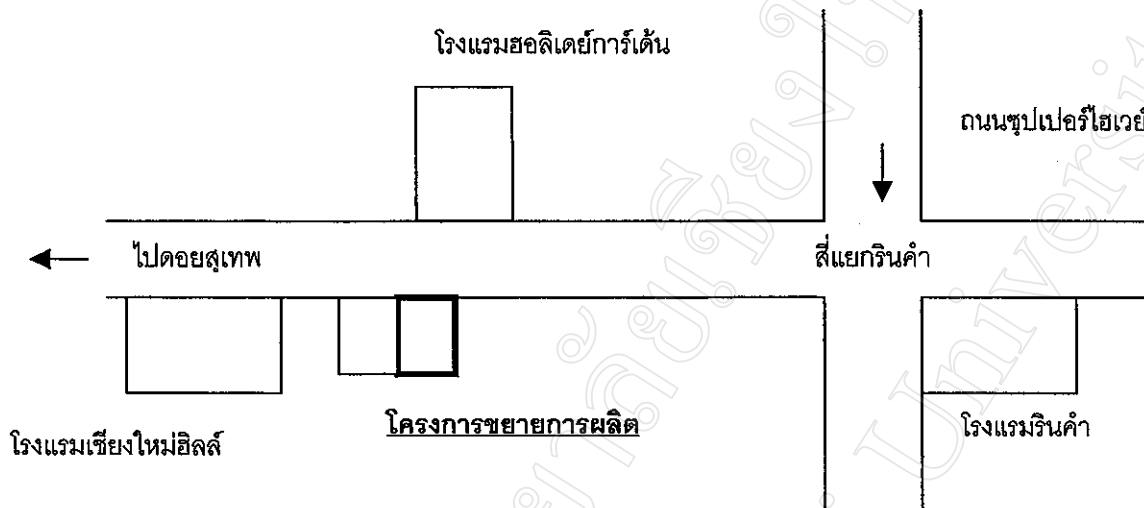 โรงแรมฮอลิเดย์การ์เด้น
ถนนซุปเปอร์ไฮเวย์
ไปดอยสุเทพ
สี่แยกรินคำ
โครงการขยายการผลิต
โรงแรมรินคำ
โรงแรมเชียงใหม่ฮิลล์